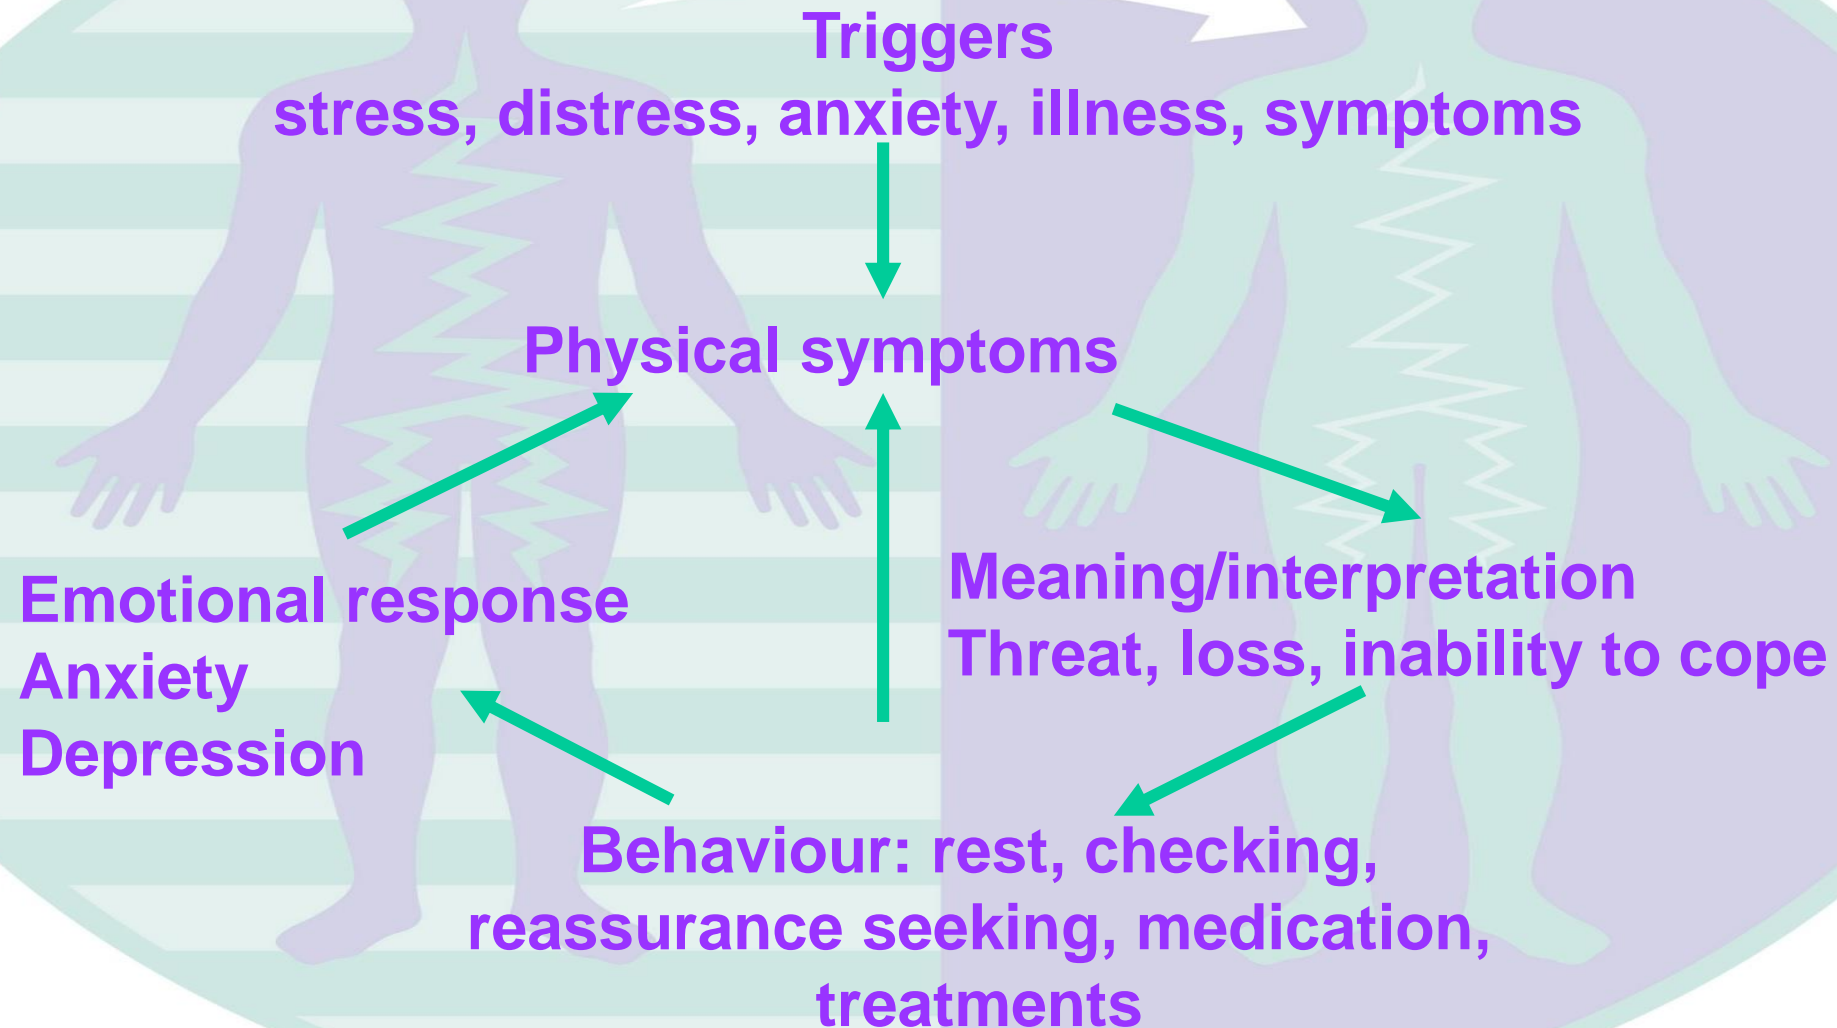 Triggers
stress, distress, anxiety, illness, symptoms
Physical symptoms
Meaning/interpretation
Threat, loss, inability to cope
Emotional response
Anxiety
Depression
Behaviour: rest, checking,
reassurance seeking, medication,
treatments